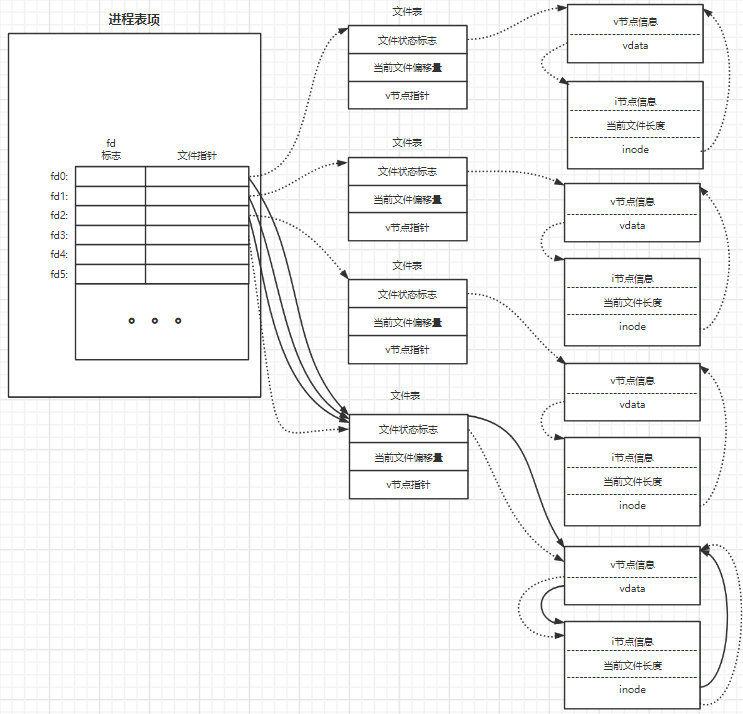 进程表项
fd
标志
文件指针
fd0:
fd1:
fd2:
fd3:
fd4:
fd5:
文件表
文件状态标志
当前文件偏移量
v节点指针
文件表
文件状态标志
当前文件偏移量
v节点指针
文件表
文件状态标志
当前文件偏移量
v节点指针
文件表
文件状态标志
当前文件偏移量
v节点指针
v节点信息
vdata
i节点信息
当前文件长度
inode
v节点信息
vdata
i节点信息
当前文件长度
inode
v节点信息
vdata
i节点信息
当前文件长度
inode
v节点信息
vdata
i节点信息
当前文件长度
inode